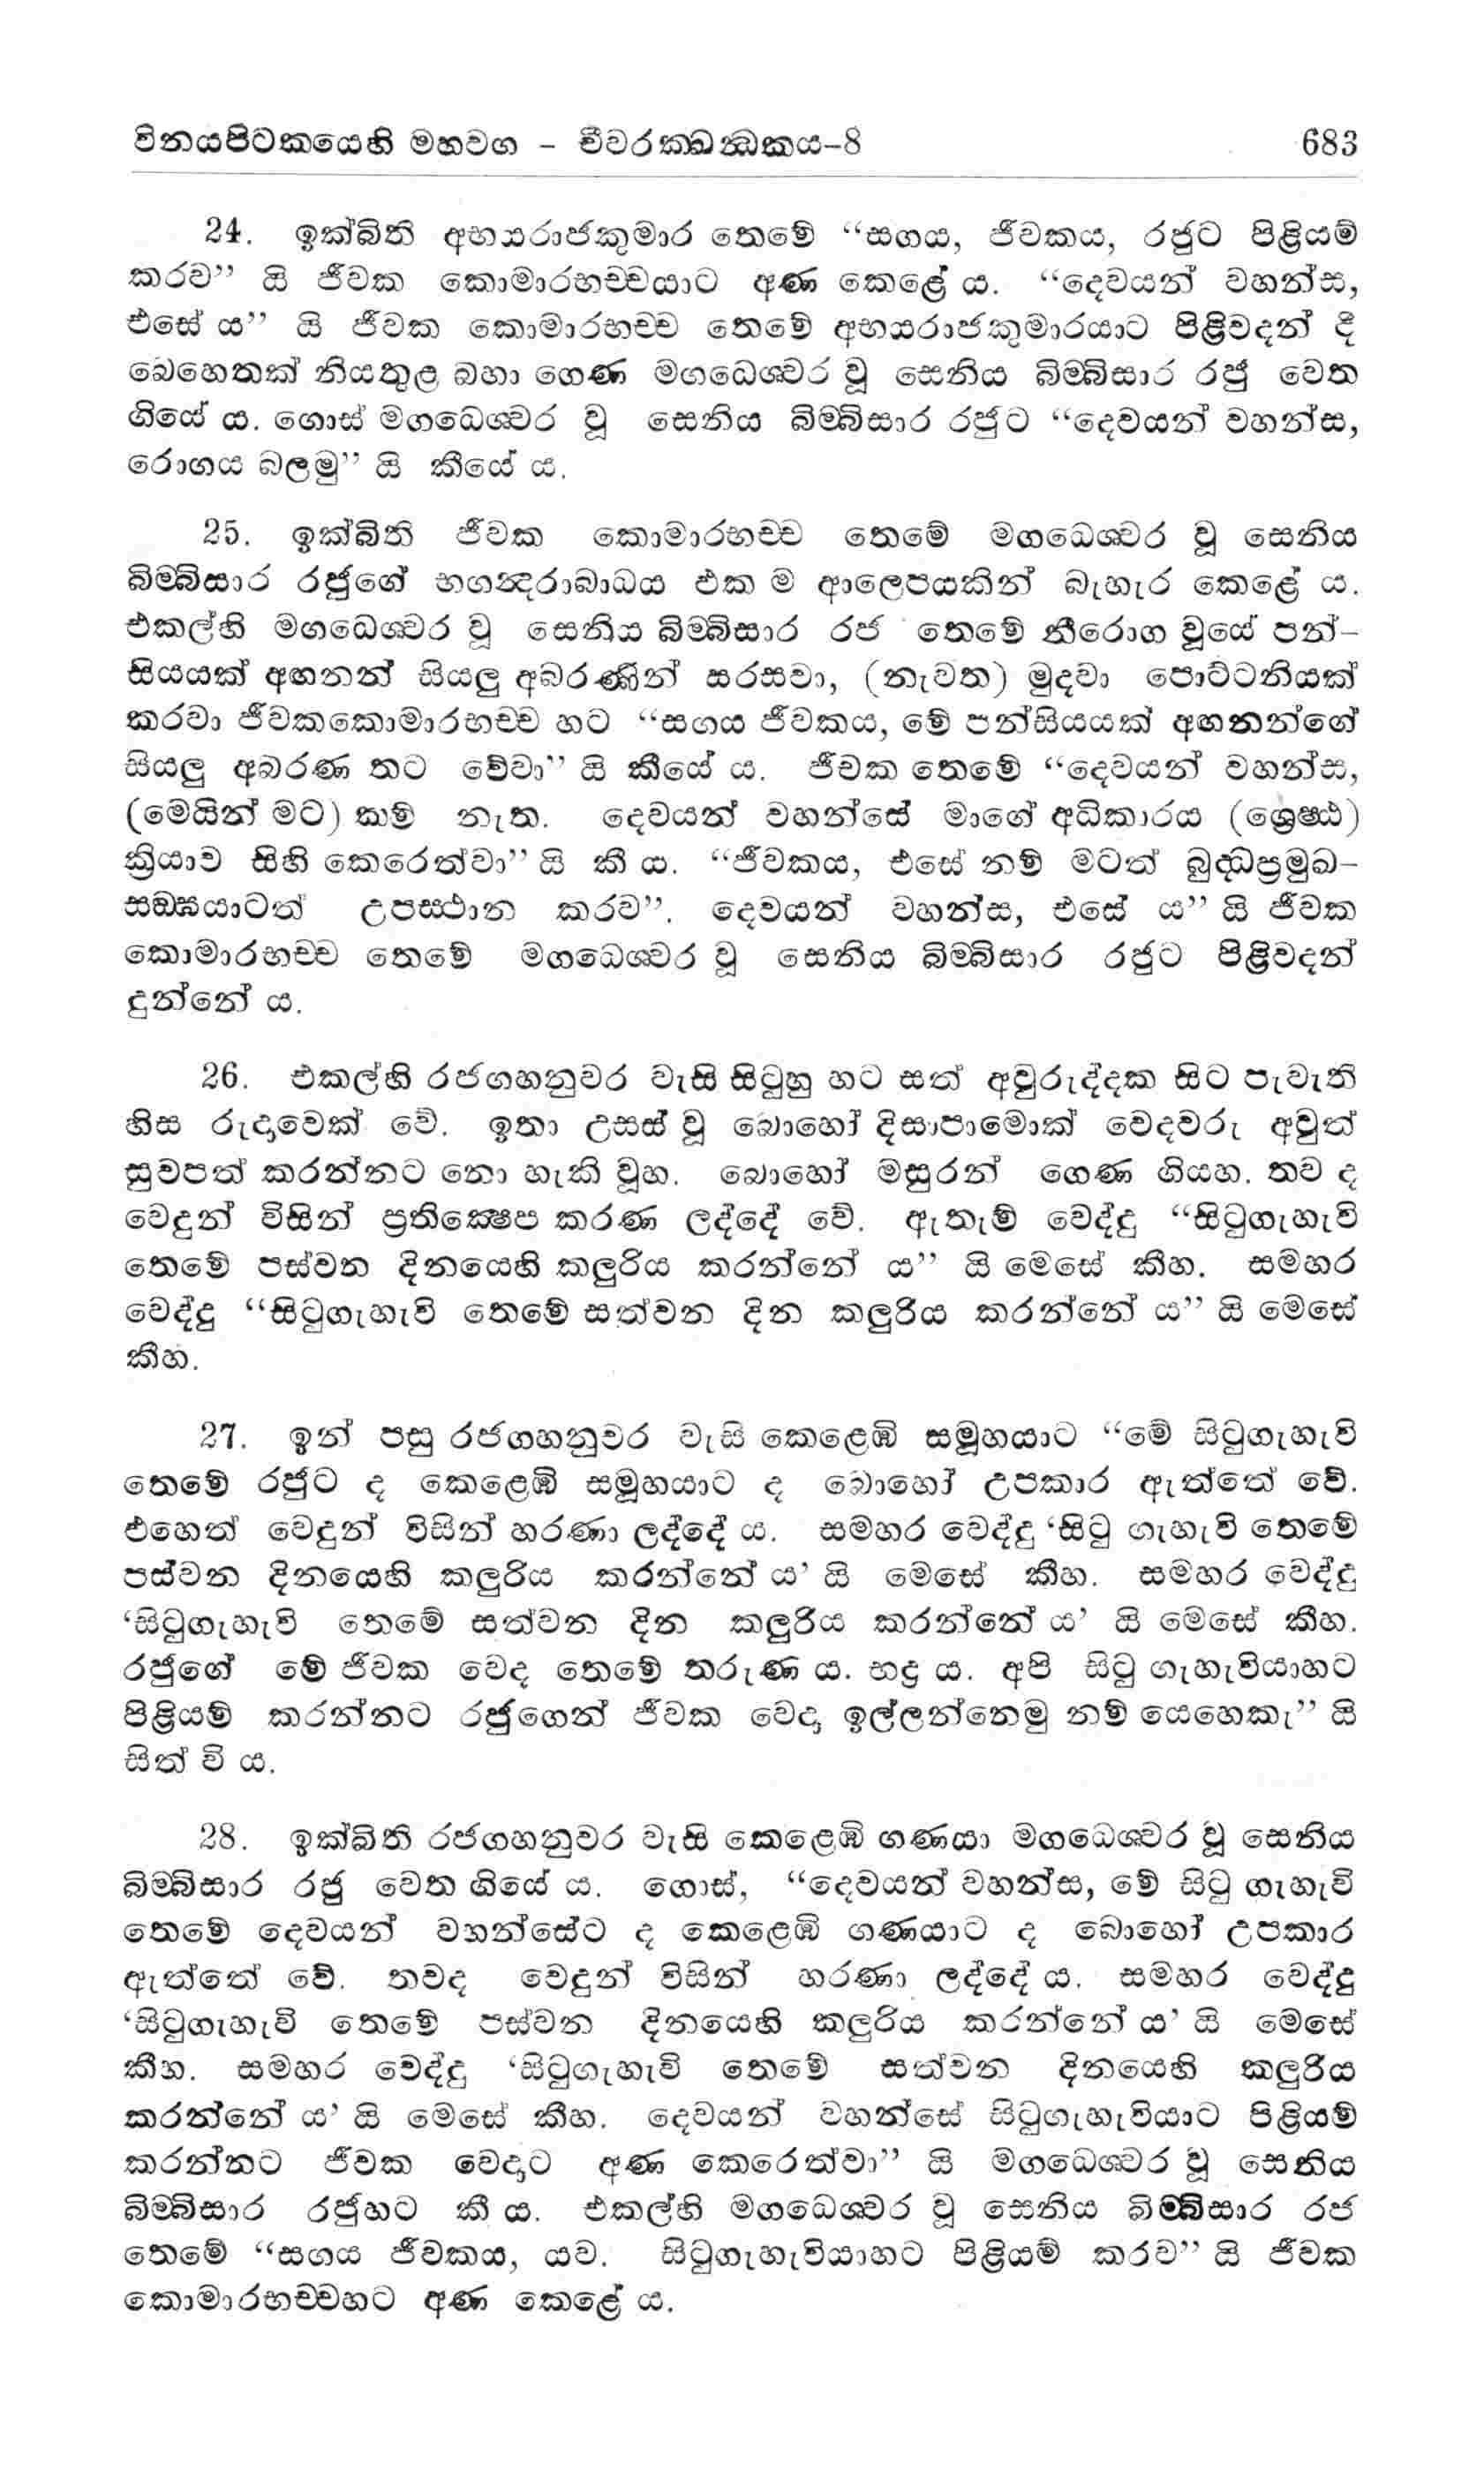 විනයපිටකයෙහි මහවග – චීවරක්‍ඛන්‍ධකය–8 683
24. ඉක්බිති අභයරාජකුමාර තෙමේ “සගය, ජීවකය, රජුට පිළියම්
කරව” යි ජීවක කොමාරභච්චයාට අණ කෙළේ ය. “දෙවයන් වහන්ස,
එසේ ය” යි ජීවක කොමාරභච්ච තෙමේ අභයරාජකුමාරයාට පිළිවදන් දී
බෙහෙතක් නියතුළ බහා ගෙණ මගධෙශ්‍වර වූ සෙනිය බිම්බිසාර රජු වෙත
ගියේ ය. ගොස් මගධෙශ්‍වර වූ සෙනිය බිම්බිසාර රජුට “දෙවයන් වහන්ස,
රොගය බලමු” යි කීයේ ය.
25. ඉක්බිති ජීවක කොමාරභච්ච තෙමේ මගධෙශ්‍වර වූ සෙනිය
බිම්බිසාර රජුගේ භගන්‍දරාබාධය එක ම ආලෙපයකින් බැහැර කෙළේ ය.
එකල්හි මගධෙශ්‍වර වූ සෙනිය බිම්බිසාර රජ තෙමේ නීරොග වූයේ පන්-
සියයක් අඟනන් සියලු අබරණින් සරසවා, (නැවත) මුදවා පොට්ටනියක්
කරවා ජීවකකොමාරභච්ච හට “සගය ජීවකය, මේ පන්සියයක් අඟනන්ගේ
සියලු අබරණ තට වේවා” යි කීයේ ය. ජීවක තෙමේ “දෙවයන් වහන්ස,
(මෙයින් මට) කම් නැත. දෙවයන් වහන්සේ මාගේ අධිකාරය (ශ්‍රෙෂ්ඨ)
ක්‍රියාව සිහි කෙරෙත්වා” යි කී ය. “ජීවකය, එසේ නම් මටත් බුද්ධප්‍රමුඛ-
සඞ්ඝයාටත් උපස්ථාන කරව”. දෙවයන් වහන්ස, එසේ ය” යි ජීවක
කොමාරභච්ච තෙමේ මගධෙශ්‍වර වූ සෙනිය බිම්බිසාර රජුට පිළිවදන්
දුන්නේ ය.
26. එකල්හි රජගහනුවර වැසි සිටුහු හට සත් අවුරුද්දක සිට පැවැති
හිස රුදාවෙක් වේ. ඉතා උසස් වූ බොහෝ දිසාපාමොක් වෙදවරු අවුත්
සුවපත් කරන්නට නො හැකි වූහ. බොහෝ මසුරන් ගෙණ ගියහ. තව ද
වෙදුන් විසින් ප්‍රතික්‍ෂෙප කරණ ලද්දේ වේ. ඇතැම් වෙද්දු “සිටුගැහැවි
තෙමේ පස්වන දිනයෙහි කලුරිය කරන්නේ ය” යි මෙසේ කීහ. සමහර
වෙද්දු “සිටුගැහැවි තෙමේ සත්වන දින කලුරිය කරන්නේ ය” යි මෙසේ
කීහ.
27. ඉන් පසු රජගහනුවර වැසි කෙළෙඹි සමූහයාට “මේ සිටුගැහැවි
තෙමේ රජුට ද කෙළෙඹි සමූහයාට ද බොහෝ උපකාර ඇත්තේ වේ.
එහෙත් වෙදුන් විසින් හරණා ලද්දේ ය. සමහර වෙද්දු ‘සිටු ගැහැවි තෙමේ
පස්වන දිනයෙහි කලුරිය කරන්නේ ය’ යි මෙසේ කීහ. සමහර වෙද්දු
‘සිටුගැහැවි තෙමේ සත්වන දින කලුරිය කරන්නේ ය’ යි මෙසේ කීහ.
රජුගේ මේ ජීවක වෙද තෙමේ තරුණ ය. භද්‍ර ය. අපි සිටු ගැහැවියාහට
පිළියම් කරන්නට රජුගෙන් ජීවක වෙදා ඉල්ලන්නෙමු නම් යෙහෙකැ” යි
සිත් වි ය.
28. ඉක්බිති රජගහනුවර වැසි කෙළෙඹි ගණයා මගධෙශ්‍වර වූ සෙනිය
බිම්බිසාර රජු වෙත ගියේ ය. ගොස්, “දෙවයන් වහන්ස, මේ සිටු ගැහැවි
තෙමේ දෙවයන් වහන්සේට ද කෙළෙඹි ගණයාට ද බොහෝ උපකාර
ඇත්තේ වේ. තවද වෙදුන් විසින් හරණා ලද්දේ ය. සමහර වෙද්දු
‘සිටුගැහැවි තෙමේ පස්වන දිනයෙහි කලුරිය කරන්නේ ය’ යි මෙසේ
කීහ. සමහර වෙද්දු ‘සිටුගැහැවි තෙමේ සත්වන දිනයෙහි කලුරිය
කරන්නේ ය’ යි මෙසේ කීහ. දෙවයන් වහන්සේ සිටුගැහැවියාට පිළියම්
කරන්නට ජීවක වෙදාට අණ කෙරෙත්වා” යි මගධෙශ්‍වර වූ සෙනිය
බිම්බිසාර රජුහට කී ය. එකල්හි මගධෙශ්‍වර වූ සෙනිය බිම්බිසාර රජ
තෙමේ “සගය ජීවකය, යව. සිටුගැහැවියාහට පිළියම් කරව” යි ජීවක
කොමාරභච්චහට අණ කෙළේ ය.